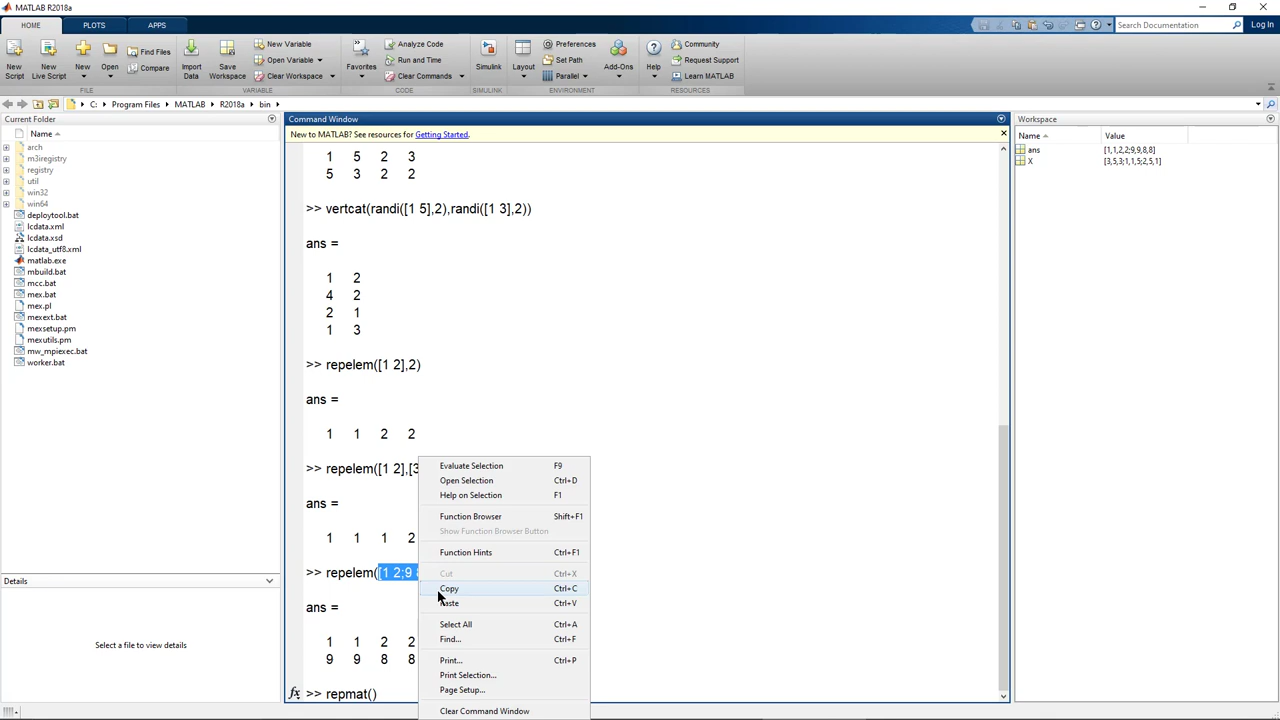 MATLAB R2018a
HOME PLOTS APPS
Search Documentation Log In
New Script
New Live Script
New
Open
Find Files
Compare
Import Data
Save Workspace
New Variable
Open Variable
Clear Workspace
Favorites
Analyze Code
Run and Time
Clear Commands
Simulink
Layout
Preferences
Set Path
Parallel
Add-Ons
Help
Community
Request Support
Learn MATLAB
FILE VARIABLE CODE SIMULINK ENVIRONMENT RESOURCES
C: Program Files MATLAB R2018a bin
Current Folder
Name
arch
m3iregistry
registry
util
win32
win64
deploytool.bat
lcdata.xml
lcdata.xsd
lcdata_utf8.xml
matlab.exe
mbuild.bat
mcc.bat
mex.bat
mex.pl
mexext.bat
mexsetup.pm
mexutils.pm
mw_mpiexec.bat
worker.bat
Details
Select a file to view details
Command Window
New to MATLAB? See resources for Getting Started.
1 5 2 3
5 3 2 2
>> vertcat(randi([1 5],2),randi([1 3],2))
ans =
1 2
4 2
2 1
1 3
>> repelem([1 2],2)
ans =
1 1 2 2
>> repelem([1 2],[3
ans =
1 1 1 2
>> repelem([1 2;9 8
ans =
1 1 2 2
9 9 8 8
fx >> repmat()
Evaluate Selection F9
Open Selection Ctrl+D
Help on Selection F1
Function Browser Shift+F1
Show Function Browser Button
Function Hints Ctrl+F1
Cut Ctrl+X
Copy Ctrl+C
Paste Ctrl+V
Select All Ctrl+A
Find... Ctrl+F
Print...
Print Selection...
Page Setup...
Clear Command Window
Workspace
Name Value
ans [1,1,2,2;9,9,8,8]
X [3,5,3;1,1,5;2,5,1]